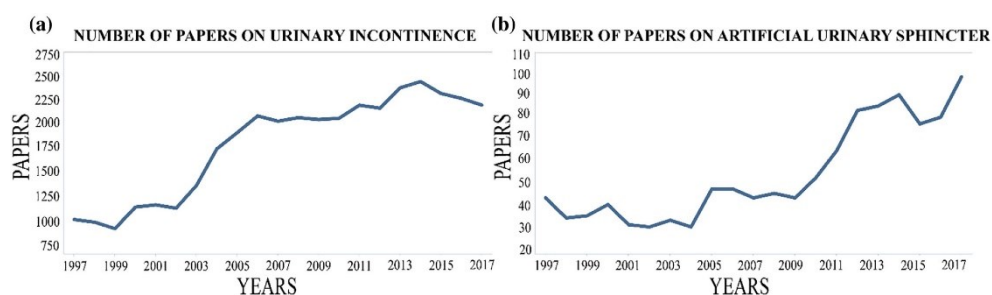 (a)
NUMBER OF PAPERS ON URINARY INCONTINENCE
2750
2500
2250
2000
1750
1500
1250
1000
750
PAPERS
1997 1999 2001 2003 2005 2007 2009 2011 2013 2015 2017
YEARS
(b)
NUMBER OF PAPERS ON ARTIFICIAL URINARY SPHINCTER
110
100
90
80
70
60
50
40
30
20
PAPERS
1997 1999 2001 2003 2005 2007 2009 2011 2013 2015 2017
YEARS